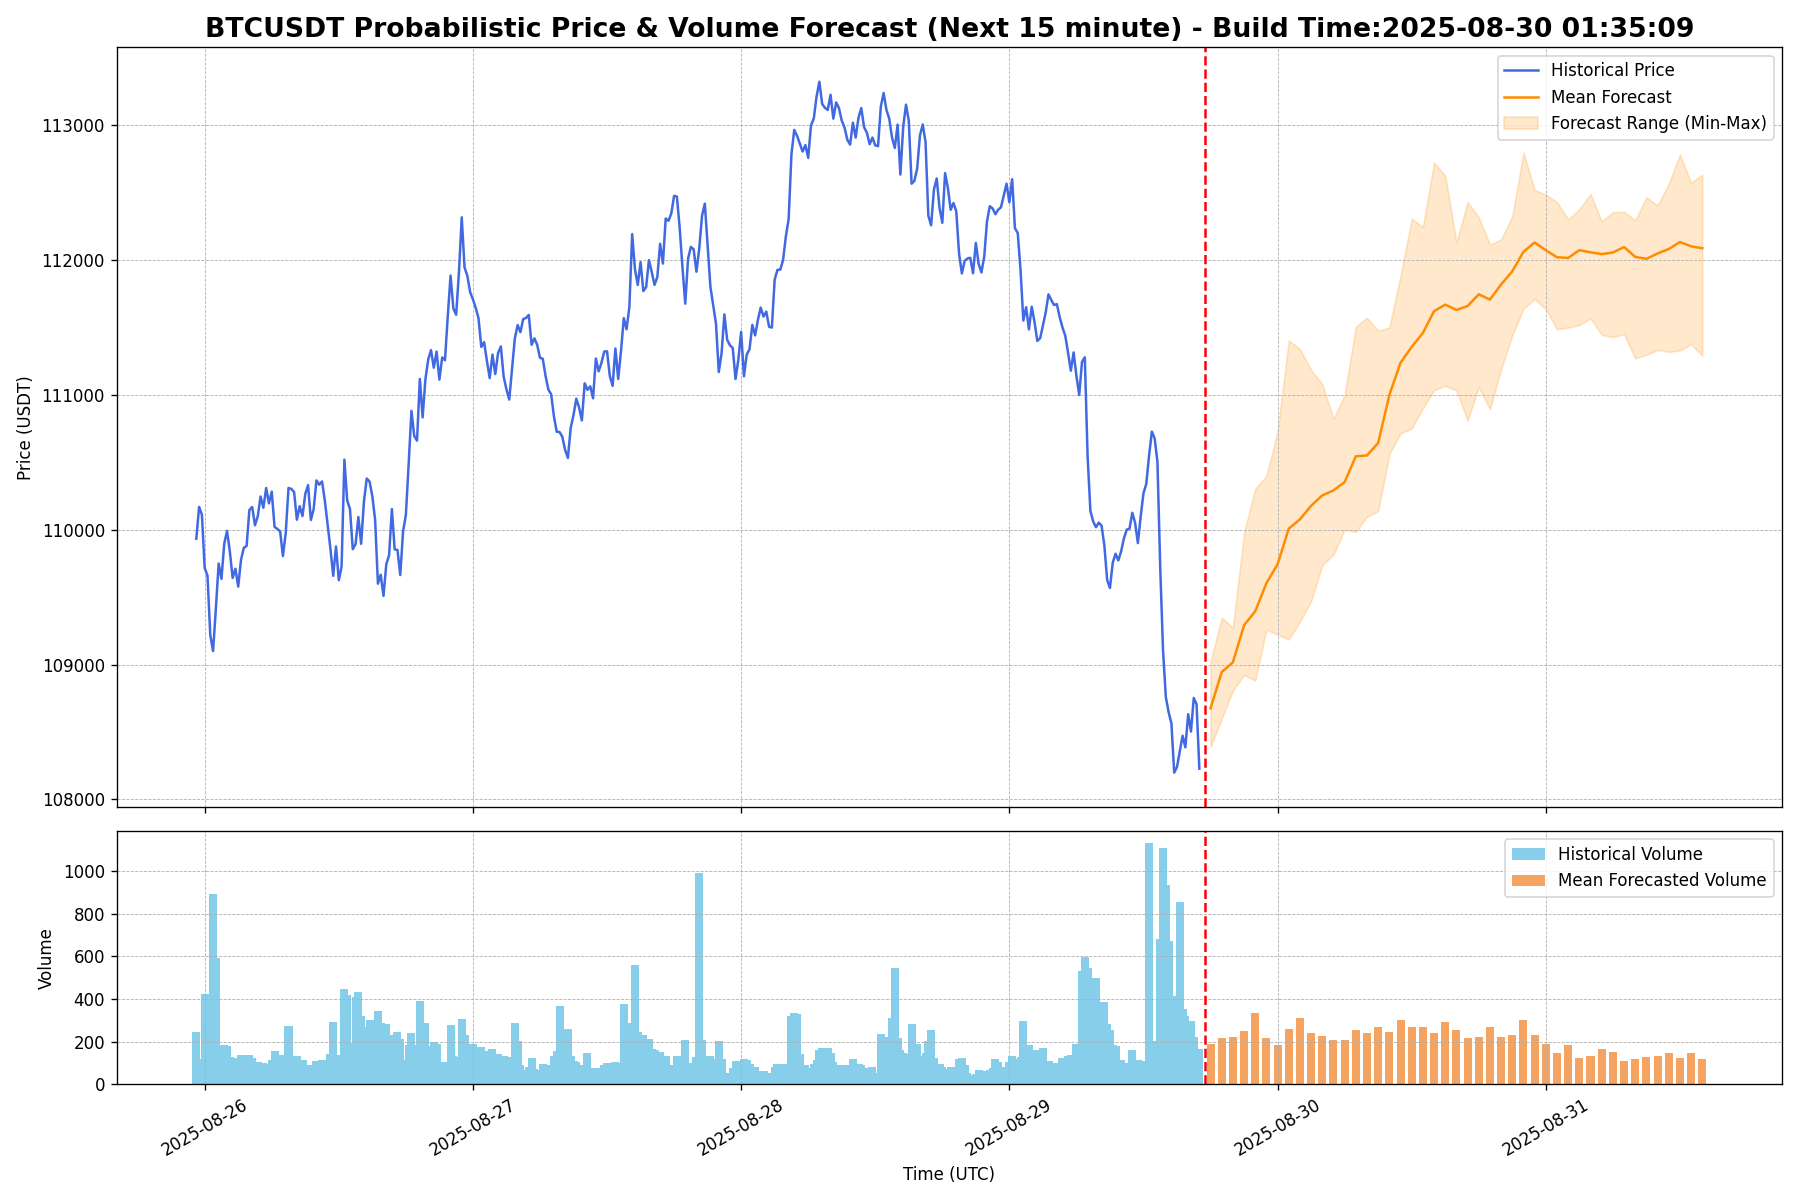 BTCUSDT Probabilistic Price & Volume Forecast (Next 15 minute) - Build Time:2025-08-30 01:35:09
Historical Price
Mean Forecast
Forecast Range (Min-Max)
Price (USDT)
113000
112000
111000
110000
109000
108000
Historical Volume
Mean Forecasted Volume
Volume
1000
800
600
400
200
0
2025-08-26
2025-08-27
2025-08-28
2025-08-29
2025-08-30
2025-08-31
Time (UTC)